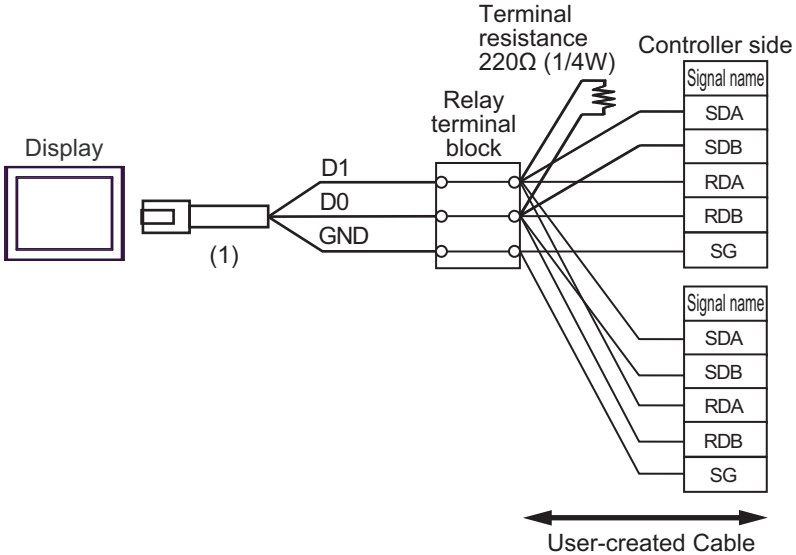 Terminal
resistance
220Ω (1/4W)
Controller side
Signal name
SDA
SDB
RDA
RDB
SG
Relay
terminal
block
Display
D1
D0
GND
(1)
Signal name
SDA
SDB
RDA
RDB
SG
User-created Cable